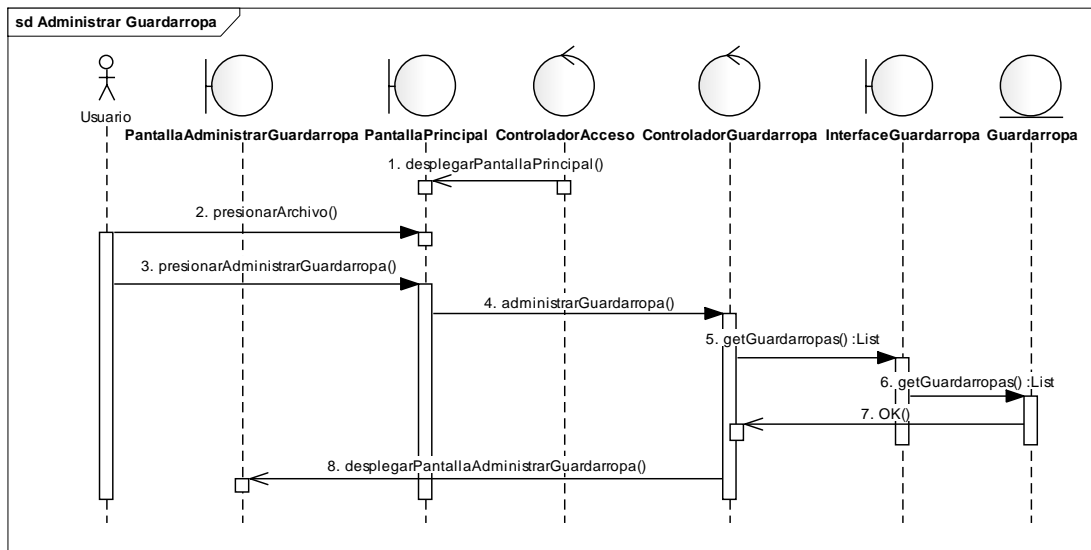 sd Administrar Guardarropa
Usuario
PantallaAdministrarGuardarropa
PantallaPrincipal
ControladorAcceso
ControladorGuardarropa
InterfaceGuardarropa
Guardarropa
1. desplegarPantallaPrincipal()
2. presionarArchivo()
3. presionarAdministrarGuardarropa()
4. administrarGuardarropa()
5. getGuardarropas() :List
6. getGuardarropas() :List
7. OK()
8. desplegarPantallaAdministrarGuardarropa()